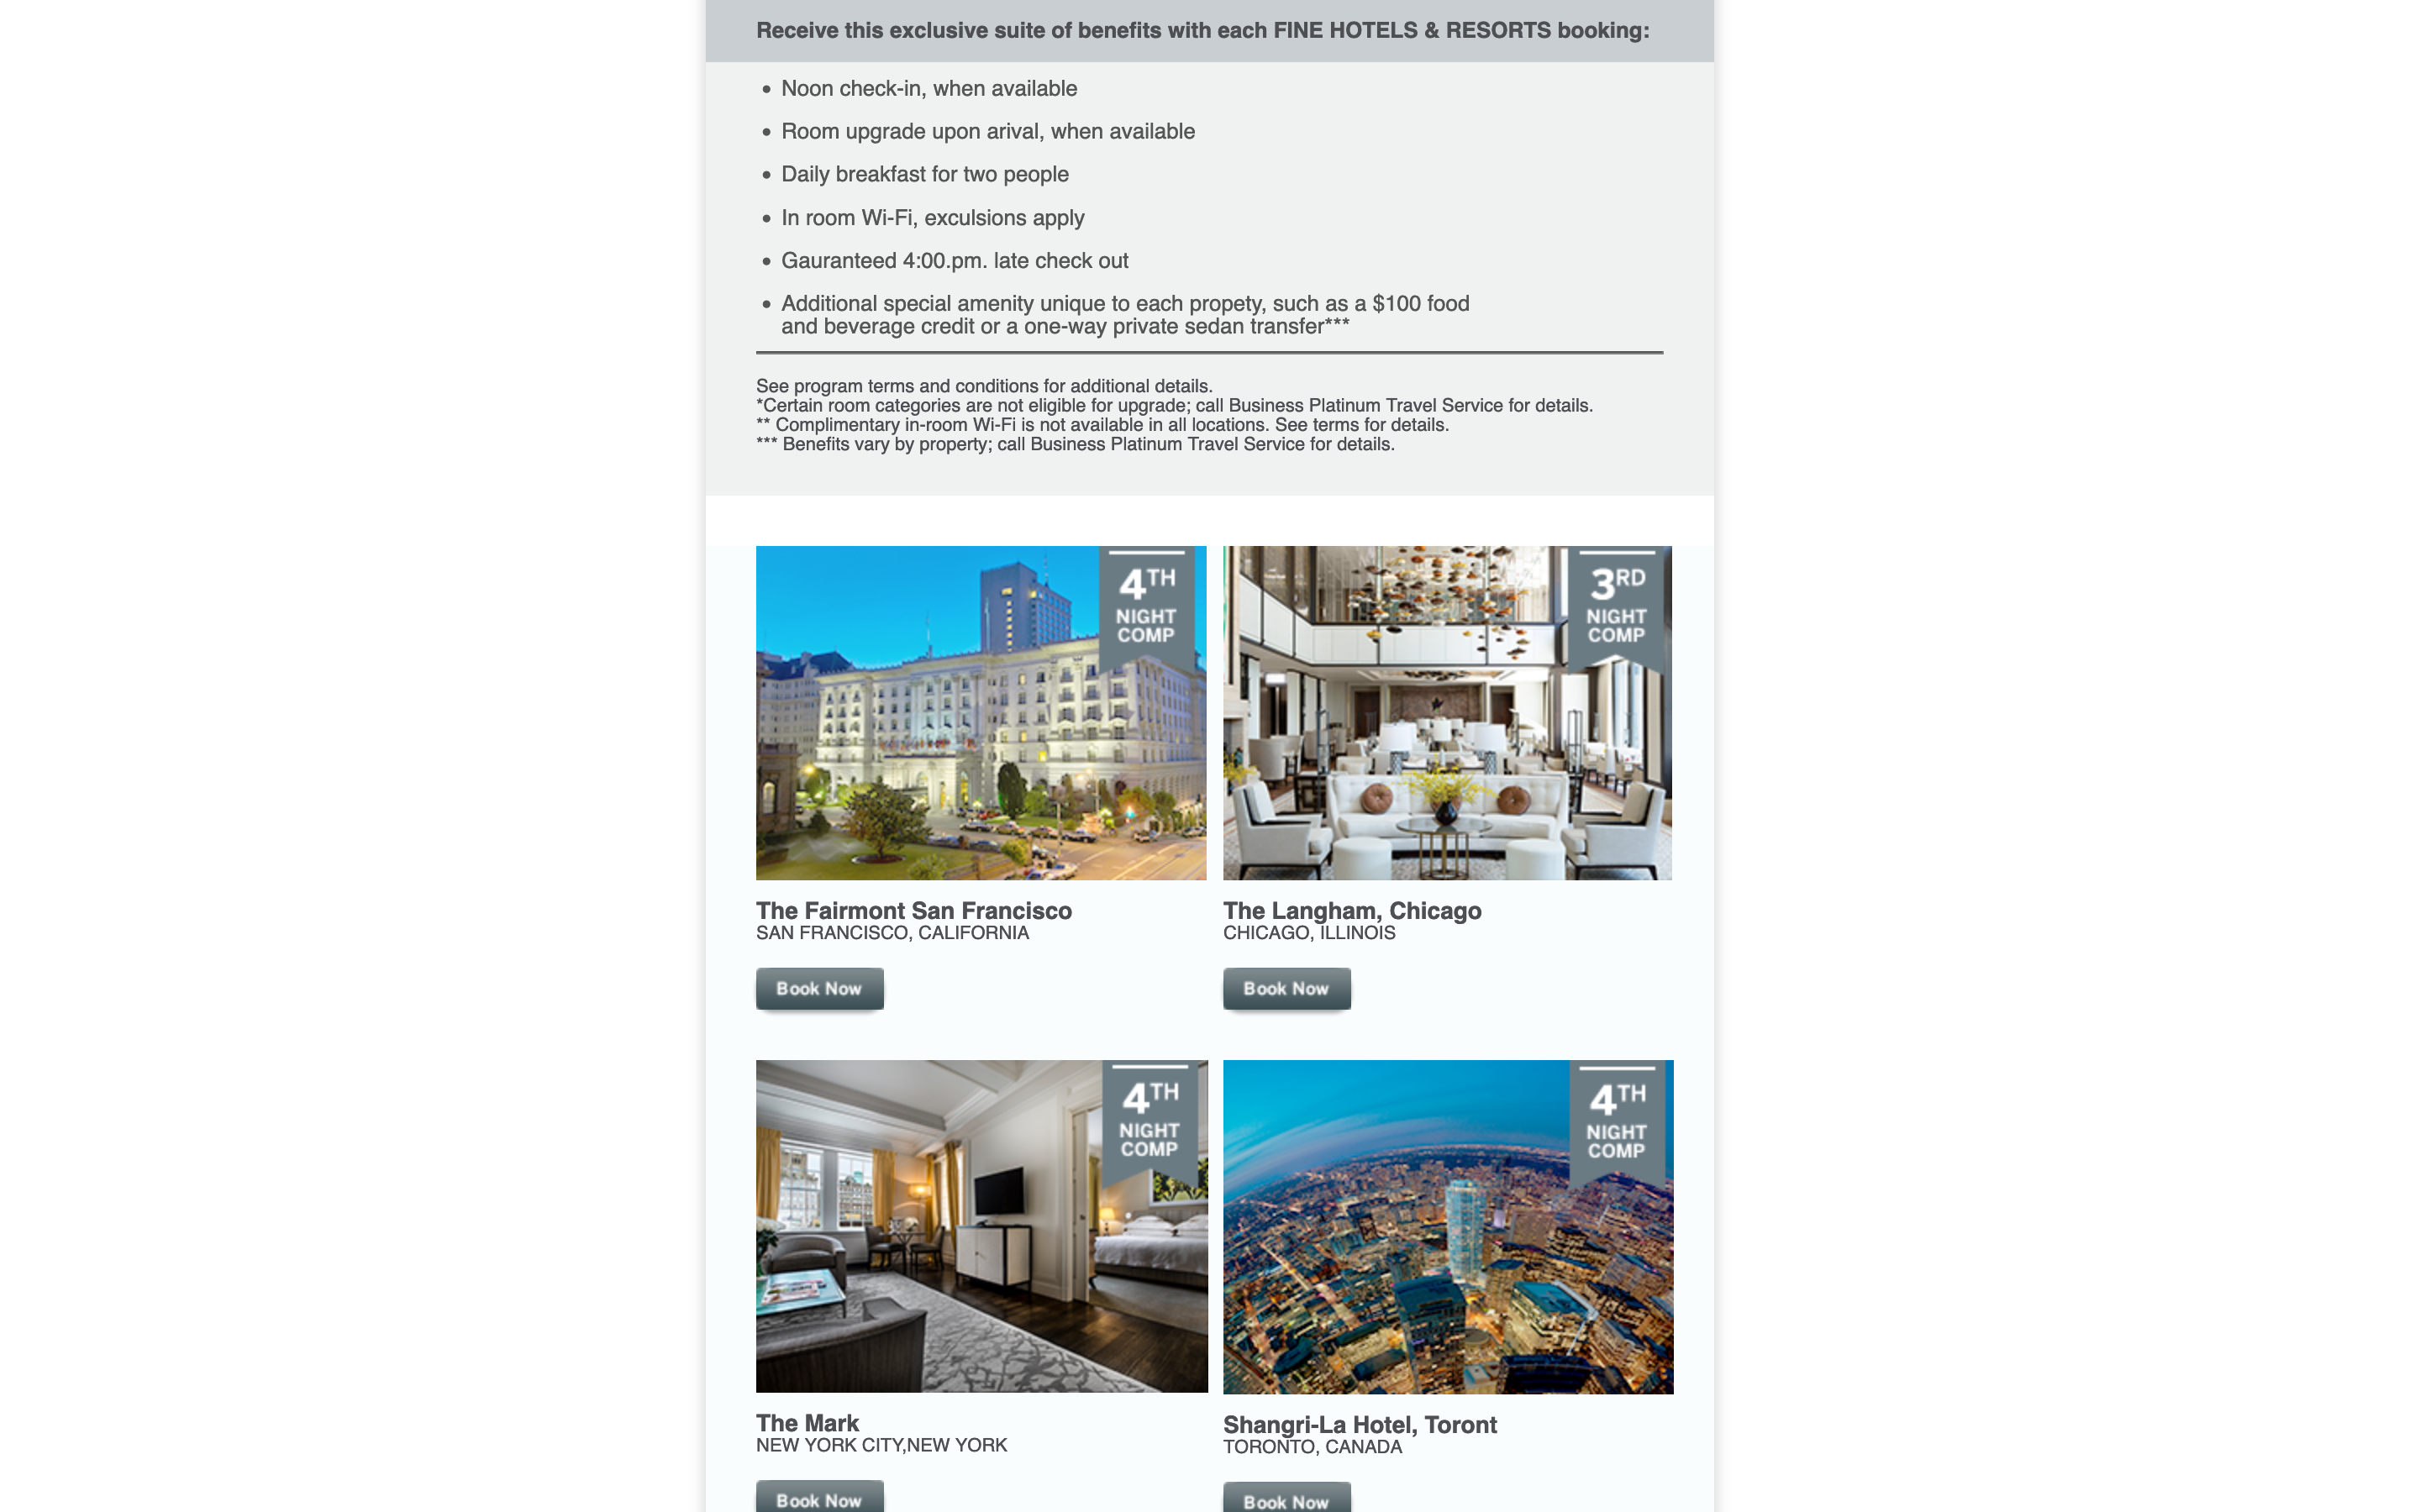 Receive this exclusive suite of benefits with each FINE HOTELS & RESORTS booking:
• Noon check-in, when available
• Room upgrade upon arival, when available
• Daily breakfast for two people
• In room Wi-Fi, exculsions apply
• Gauranteed 4:00.pm. late check out
• Additional special amenity unique to each propety, such as a $100 food
and beverage credit or a one-way private sedan transfer***
See program terms and conditions for additional details.
*Certain room categories are not eligible for upgrade; call Business Platinum Travel Service for details.
** Complimentary in-room Wi-Fi is not available in all locations. See terms for details.
*** Benefits vary by property; call Business Platinum Travel Service for details.
4TH
NIGHT
COMP
3RD
NIGHT
COMP
The Fairmont San Francisco
SAN FRANCISCO, CALIFORNIA
Book Now
The Langham, Chicago
CHICAGO, ILLINOIS
Book Now
4TH
NIGHT
COMP
4TH
NIGHT
COMP
The Mark
NEW YORK CITY,NEW YORK
Book Now
Shangri-La Hotel, Toront
TORONTO, CANADA
Book Now